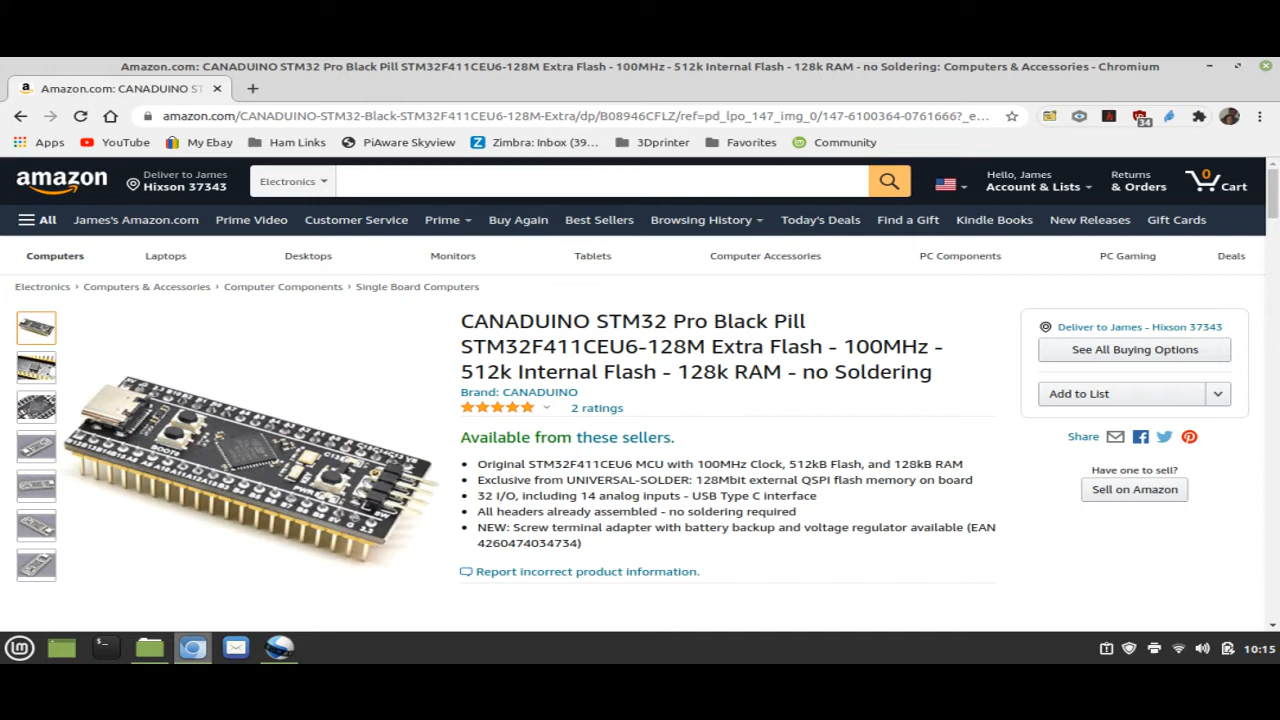 Amazon.com: CANADUINO STM32 Pro Black Pill STM32F411CEU6-128M Extra Flash - 100MHz - 512k Internal Flash - 128k RAM - no Soldering: Computers & Accessories - Chromium
Amazon.com: CANADUINO ST
amazon.com/CANADUINO-STM32-Black-STM32F411CEU6-128M-Extra/dp/B08946CFLZ/ref=pd_lpo_147_img_0/147-6100364-0761666?_e...
34
Apps YouTube My Ebay Ham Links PiAware Skyview Zimbra: Inbox (39... 3Dprinter Favorites Community
amazon
Deliver to James
Hixson 37343
Electronics
Hello, James
Account & Lists
Returns
& Orders
0
Cart
All James's Amazon.com Prime Video Customer Service Prime Buy Again Best Sellers Browsing History Today's Deals Find a Gift Kindle Books New Releases Gift Cards
Computers Laptops Desktops Monitors Tablets Computer Accessories PC Components PC Gaming Deals
Electronics › Computers & Accessories › Computer Components › Single Board Computers
CANADUINO STM32 Pro Black Pill
STM32F411CEU6-128M Extra Flash - 100MHz -
512k Internal Flash - 128k RAM - no Soldering
Brand: CANADUINO
2 ratings
Available from these sellers.
• Original STM32F411CEU6 MCU with 100MHz Clock, 512kB Flash, and 128kB RAM
• Exclusive from UNIVERSAL-SOLDER: 128Mbit external QSPI flash memory on board
• 32 I/O, including 14 analog inputs - USB Type C interface
• All headers already assembled - no soldering required
• NEW: Screw terminal adapter with battery backup and voltage regulator available (EAN
4260474034734)
Report incorrect product information.
Deliver to James - Hixson 37343
See All Buying Options
Add to List
Share
Have one to sell?
Sell on Amazon
BOOT0
10:15